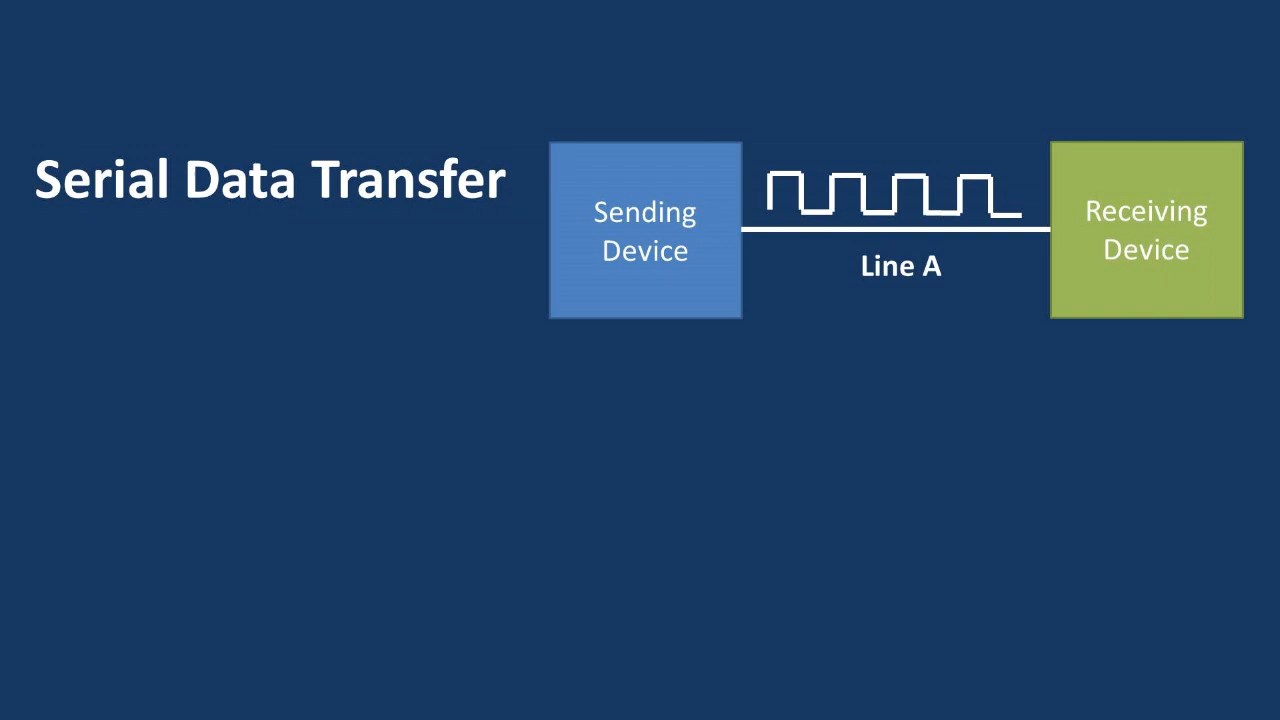 Serial Data Transfer
Sending
Device
Line A
Receiving
Device